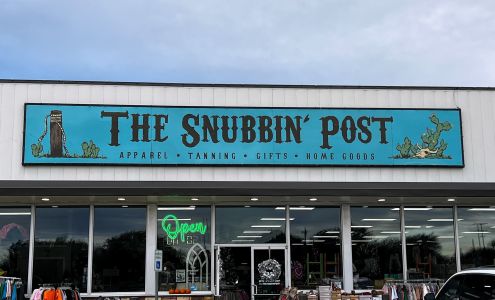 THE SNUBBIN' POST
APPAREL • TANNING • GIFTS • HOME GOODS
Open